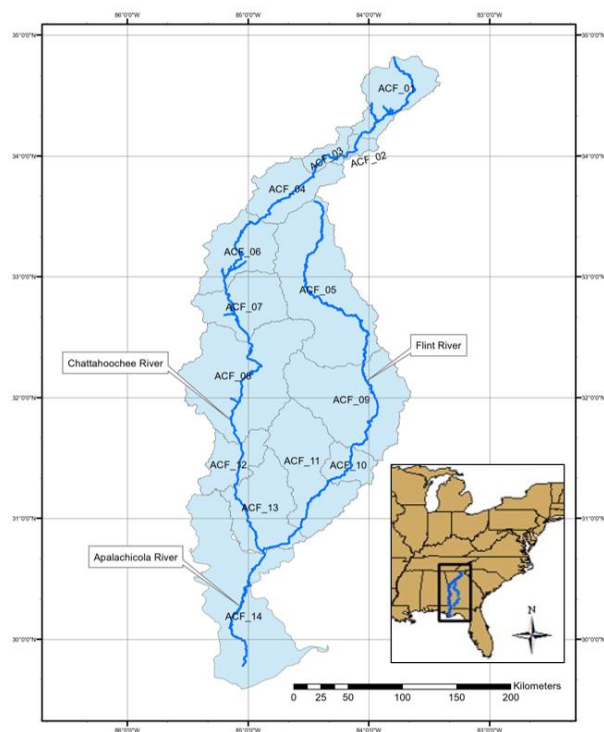 86°0'0"W 85°0'0"W 84°0'0"W 83°0'0"W
35°0'0"N 35°0'0"N
ACF_01
34°0'0"N 34°0'0"N
ACF_03
ACF_02
ACF_04
33°0'0"N 33°0'0"N
ACF_06
ACF_05
ACF_07
Flint River
Chattahoochee River
ACF_08
32°0'0"N 32°0'0"N
ACF_09
ACF_12
ACF_11
ACF_10
ACF_13
31°0'0"N 31°0'0"N
Apalachicola River
ACF_14
N
30°0'0"N 30°0'0"N
Kilometers
0 25 50 100 150 200
86°0'0"W 85°0'0"W 84°0'0"W 83°0'0"W